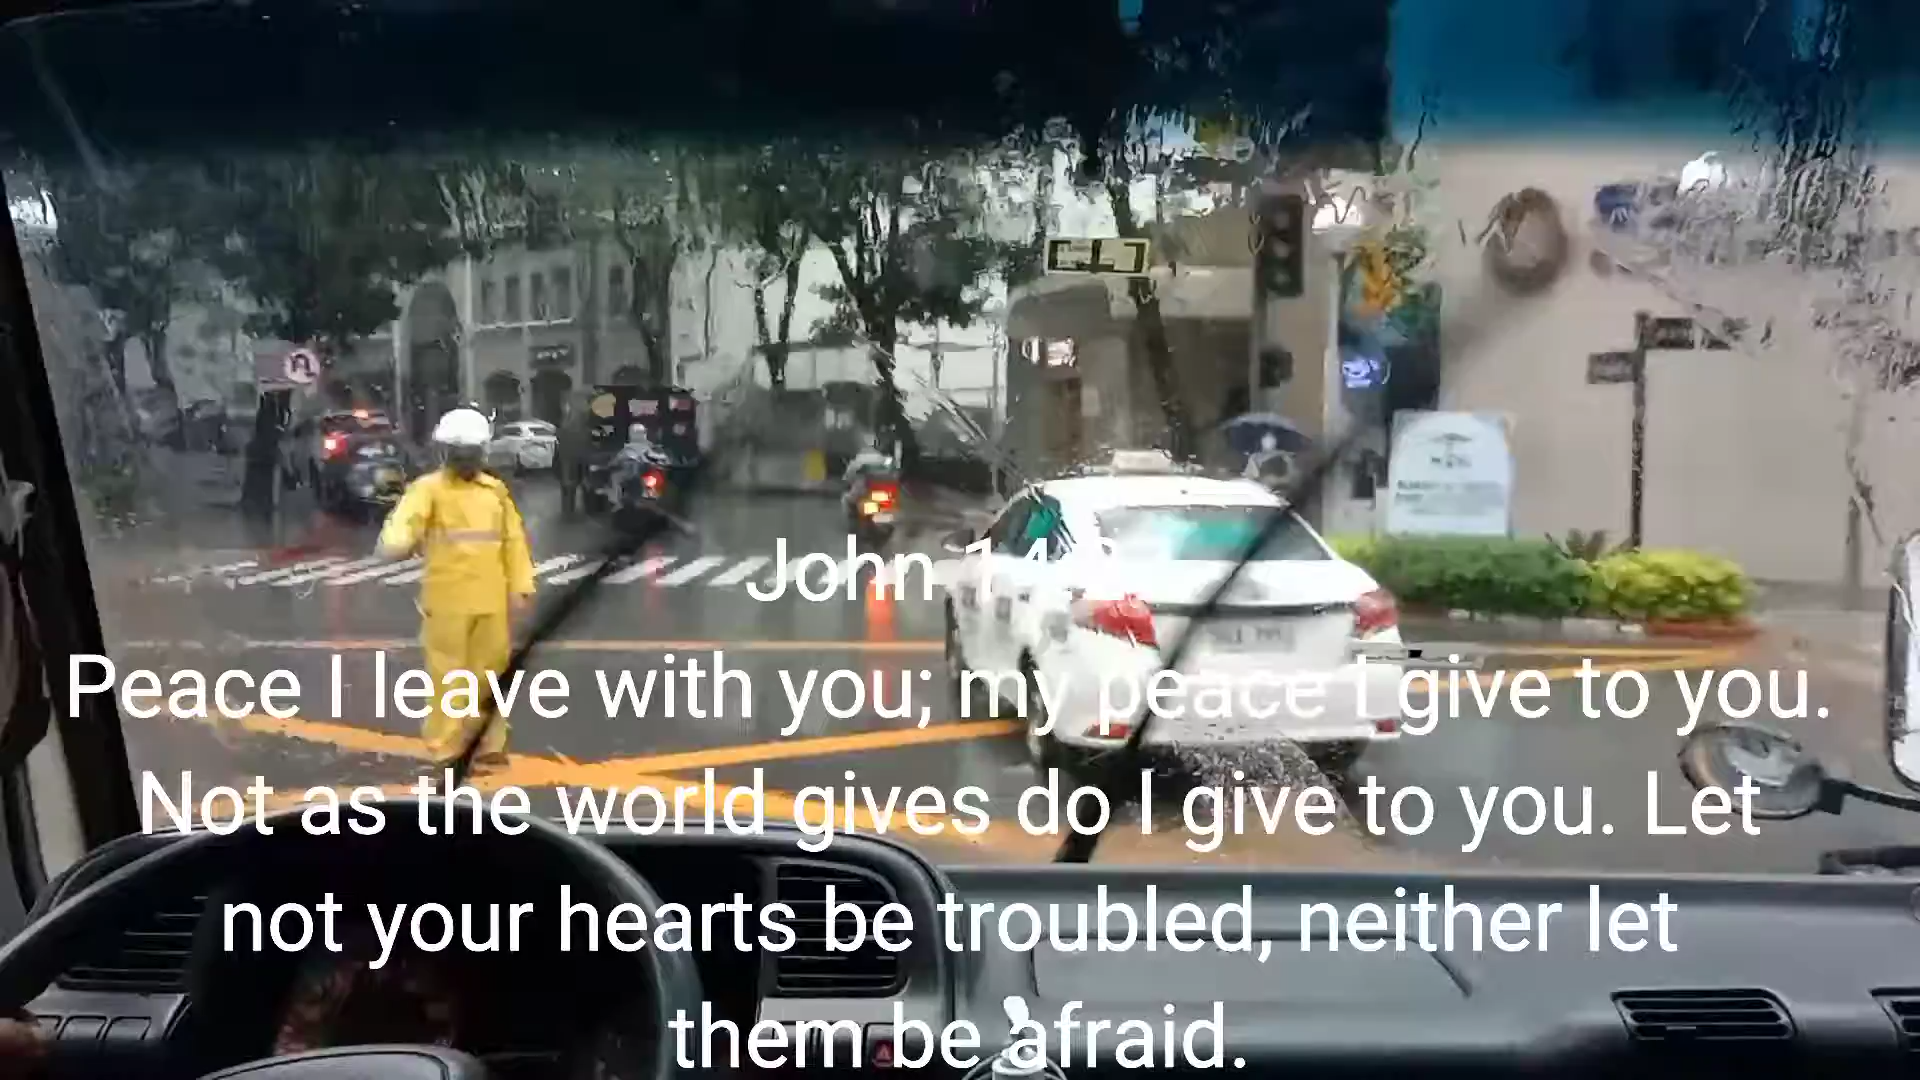 John 14:2
Peace I leave with you; my peace I give to you.
Not as the world gives do I give to you. Let
not your hearts be troubled, neither let
them be afraid.